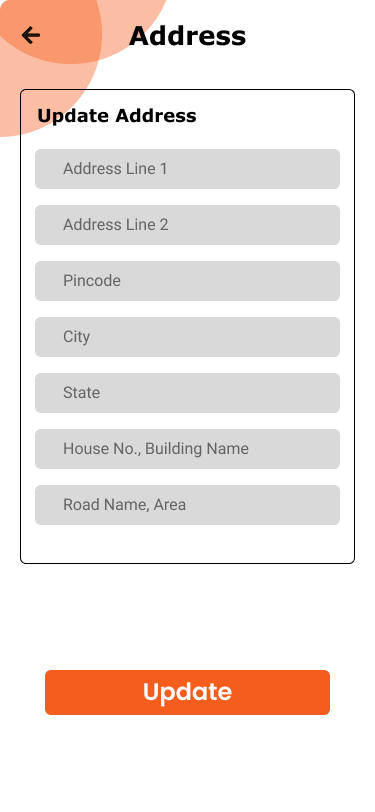 Address
Update Address
Address Line 1
Address Line 2
Pincode
City
State
House No., Building Name
Road Name, Area
Update